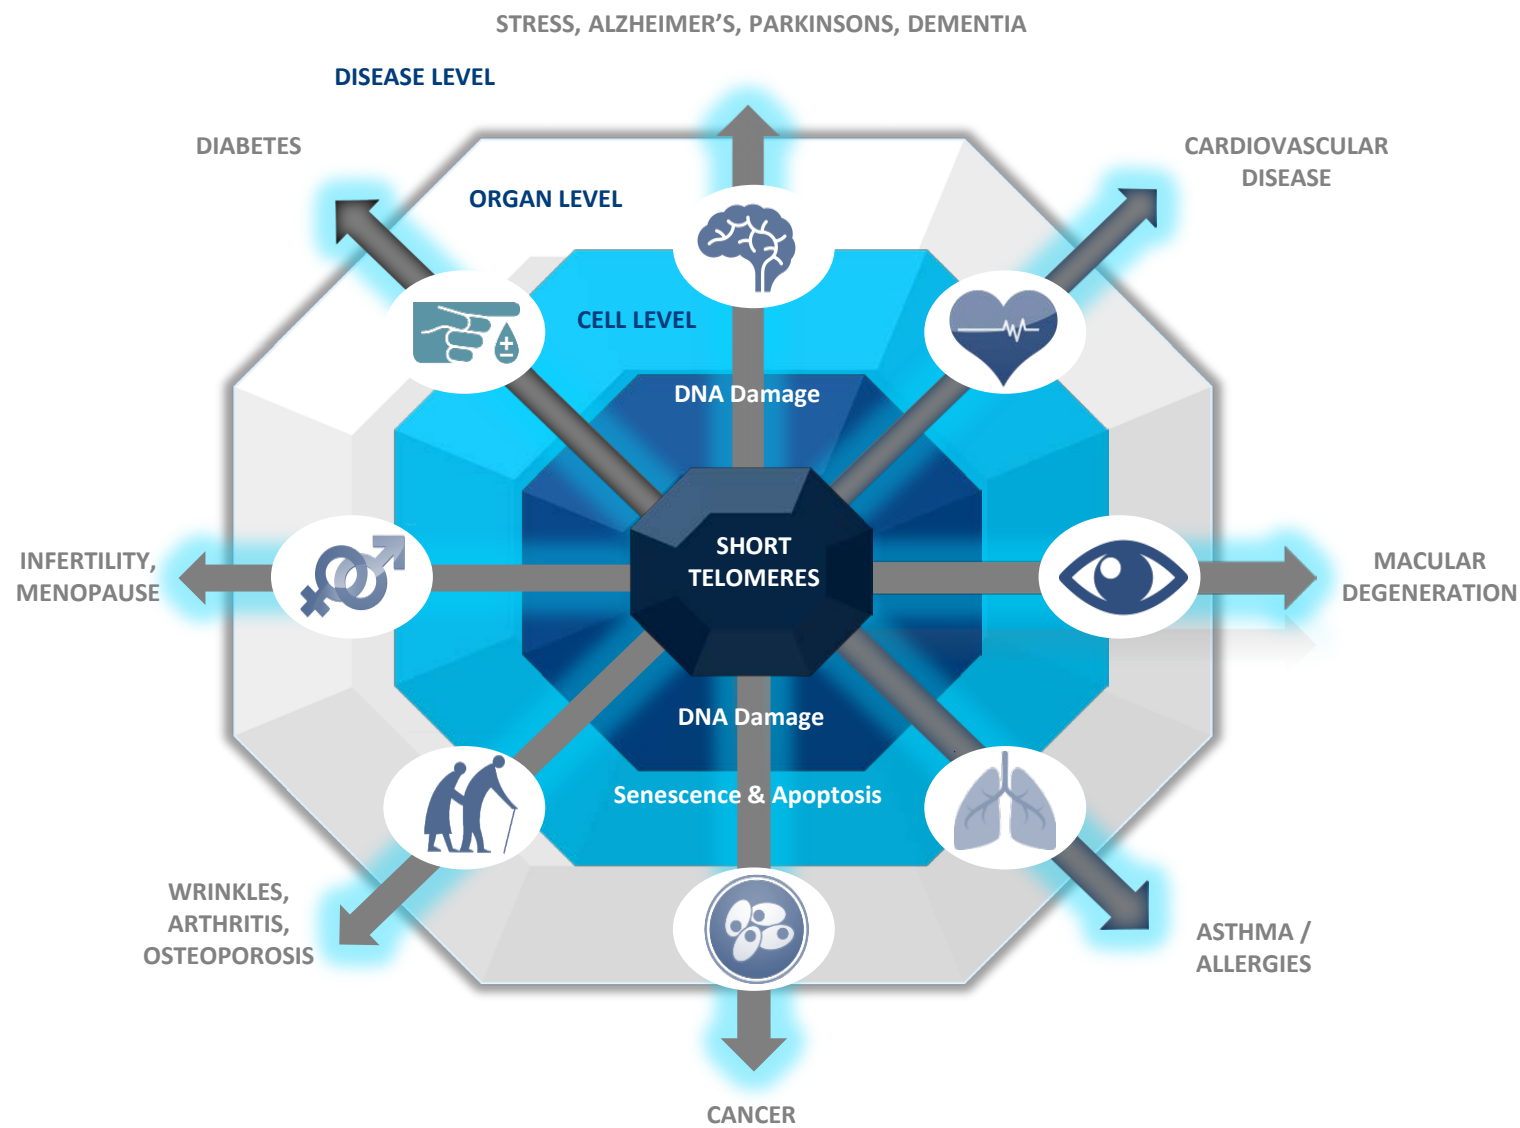 STRESS, ALZHEIMER’S, PARKINSONS, DEMENTIA
DISEASE LEVEL
DIABETES
CARDIOVASCULAR
DISEASE
ORGAN LEVEL
CELL LEVEL
DNA Damage
SHORT
TELOMERES
INFERTILITY,
MENOPAUSE
MACULAR
DEGENERATION
DNA Damage
Senescence & Apoptosis
WRINKLES,
ARTHRITIS,
OSTEOPOROSIS
ASTHMA /
ALLERGIES
CANCER